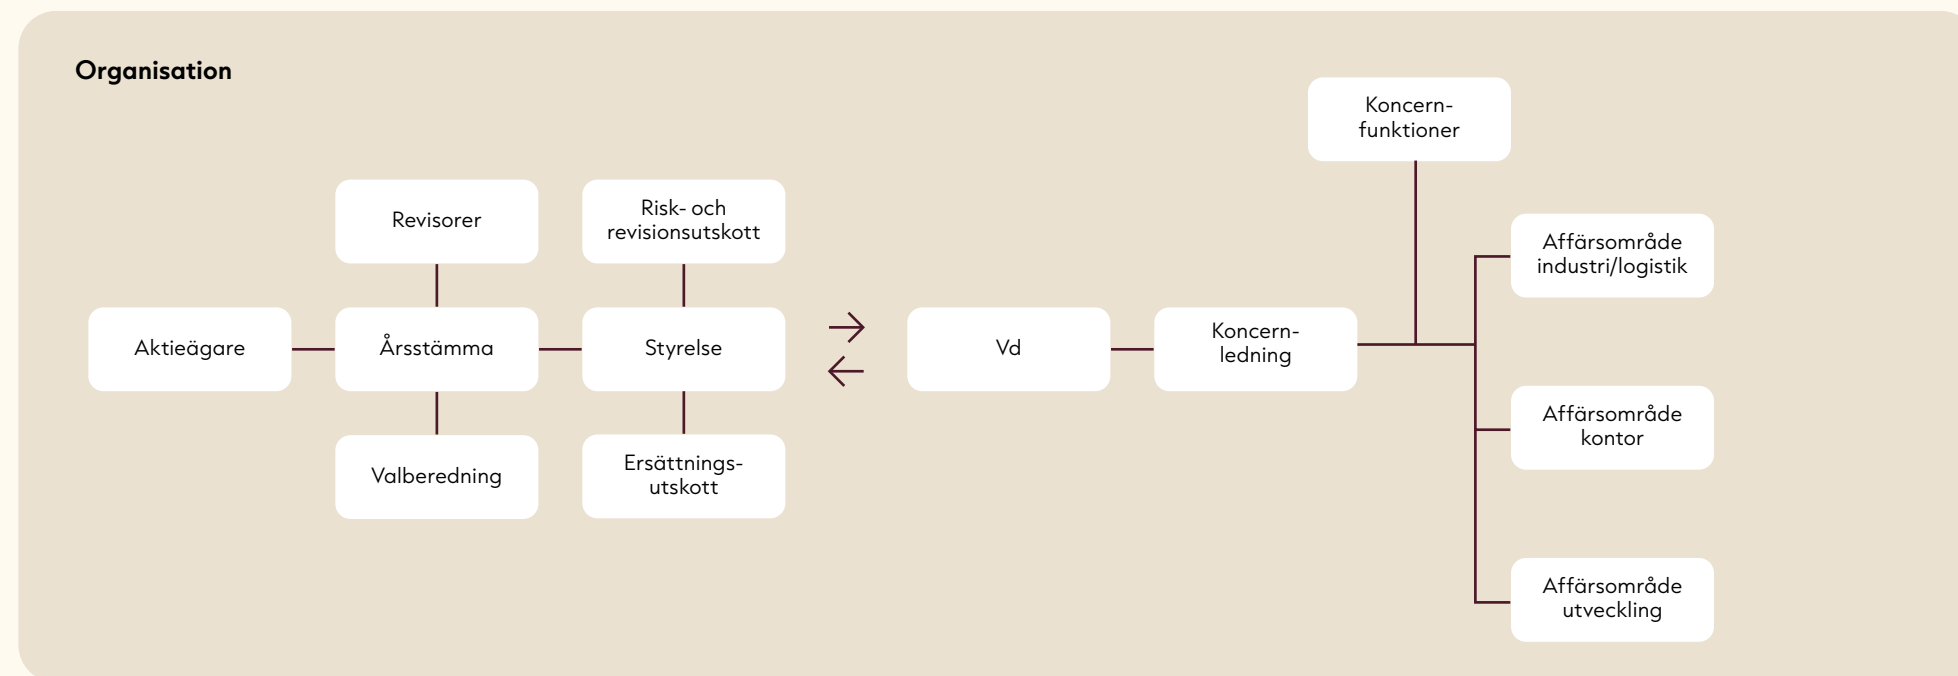 Organisation
Koncern-
funktioner
Revisorer
Risk- och
revisionsutskott
Affärsområde
industri/logistik
Aktieägare
Årsstämma
Styrelse
Vd
Koncern-
ledning
Affärsområde
kontor
Valberedning
Ersättnings-
utskott
Affärsområde
utveckling